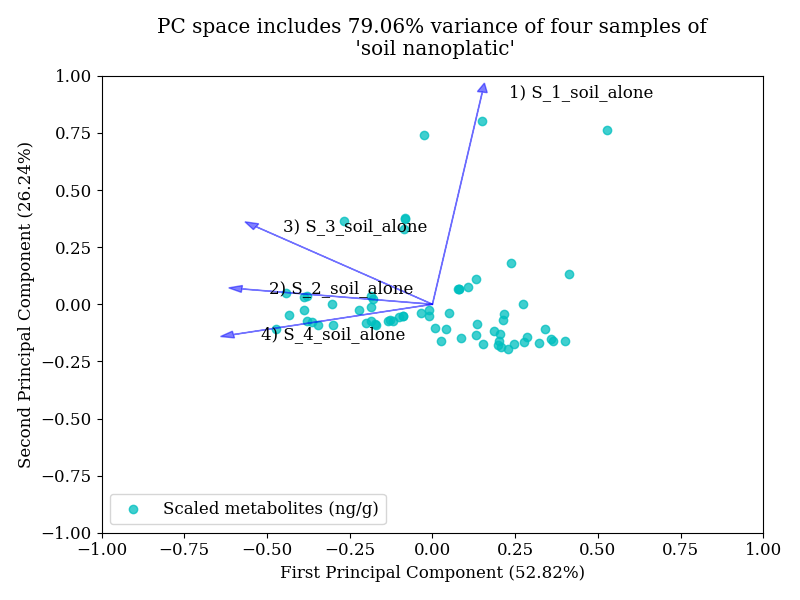 PC space includes 79.06% variance of four samples of
'soil nanoplatic'
1.00
0.75
0.50
0.25
0.00
−0.25
−0.50
−0.75
−1.00
Second Principal Component (26.24%)
1) S_1_soil_alone
3) S_3_soil_alone
2) S_2_soil_alone
4) S_4_soil_alone
Scaled metabolites (ng/g)
−1.00 −0.75 −0.50 −0.25 0.00 0.25 0.50 0.75 1.00
First Principal Component (52.82%)